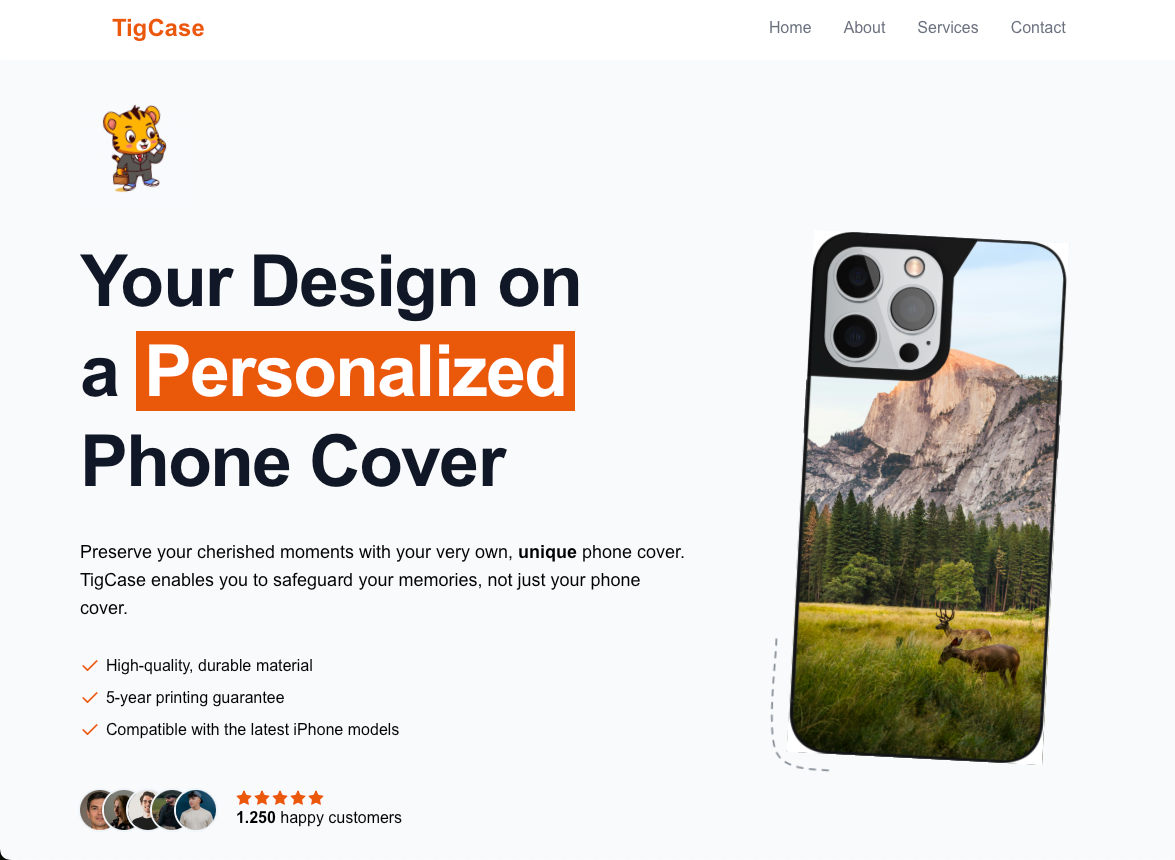 TigCase
Home About Services Contact
Your Design on
a Personalized
Phone Cover
Preserve your cherished moments with your very own, unique phone cover.
TigCase enables you to safeguard your memories, not just your phone
cover.
High-quality, durable material
5-year printing guarantee
Compatible with the latest iPhone models
1.250 happy customers